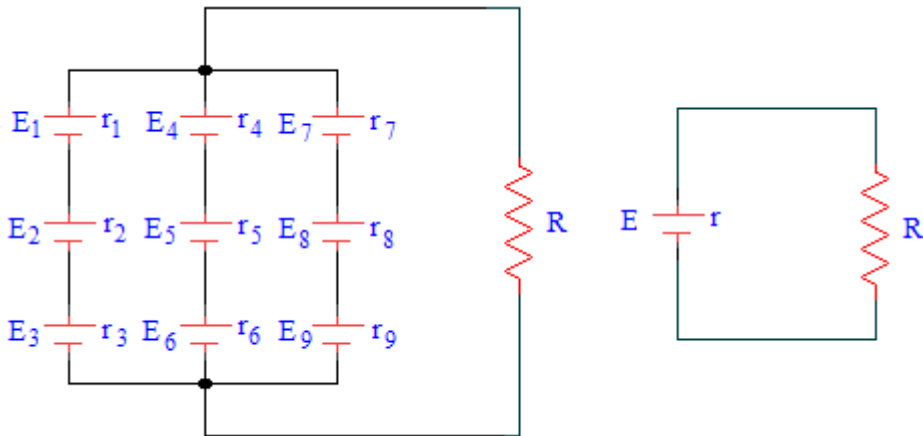 E₁ r₁ E₄ r₄ E₇ r₇
E₂ r₂ E₅ r₅ E₈ r₈ R E r R
E₃ r₃ E₆ r₆ E₉ r₉